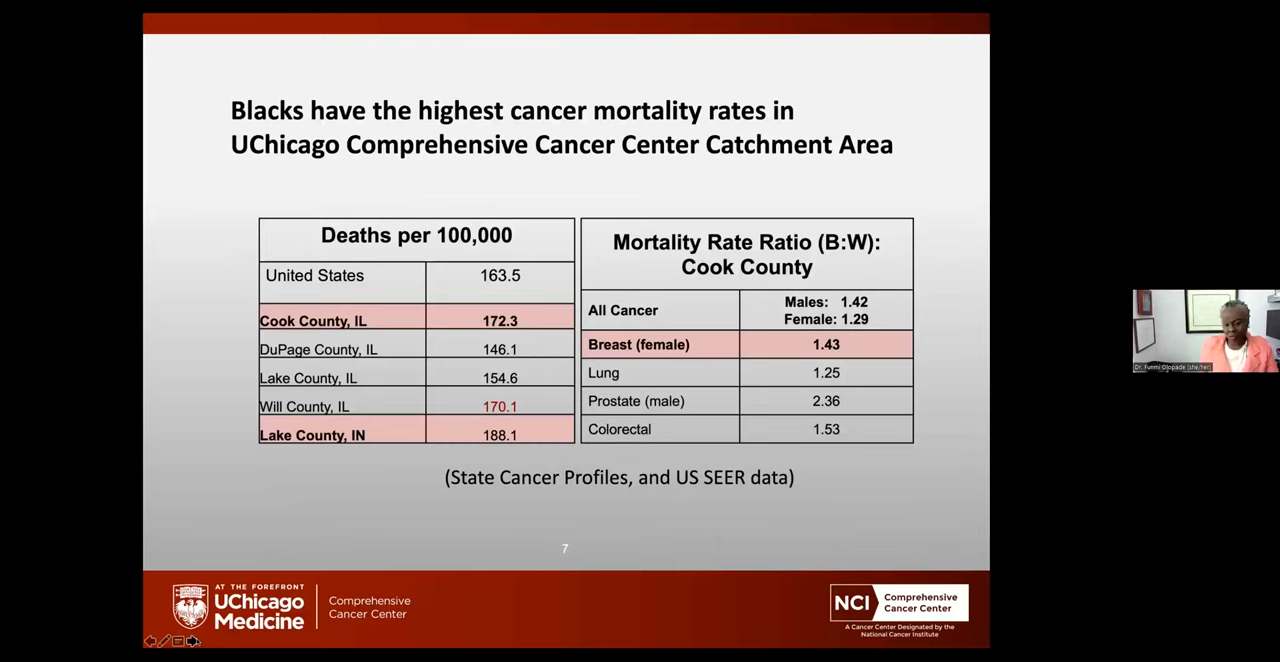 Blacks have the highest cancer mortality rates in
UChicago Comprehensive Cancer Center Catchment Area
Deaths per 100,000
United States 163.5
Cook County, IL 172.3
DuPage County, IL 146.1
Lake County, IL 154.6
Will County, IL 170.1
Lake County, IN 188.1
Mortality Rate Ratio (B:W):
Cook County
All Cancer
Males: 1.42
Female: 1.29
Breast (female) 1.43
Lung 1.25
Prostate (male) 2.36
Colorectal 1.53
(State Cancer Profiles, and US SEER data)
7
AT THE FOREFRONT
UChicago
Medicine
Comprehensive
Cancer Center
NCI
Comprehensive
Cancer Center
A Cancer Center Designated by the
National Cancer Institute
Dr. Funmi Olopade (she/her)